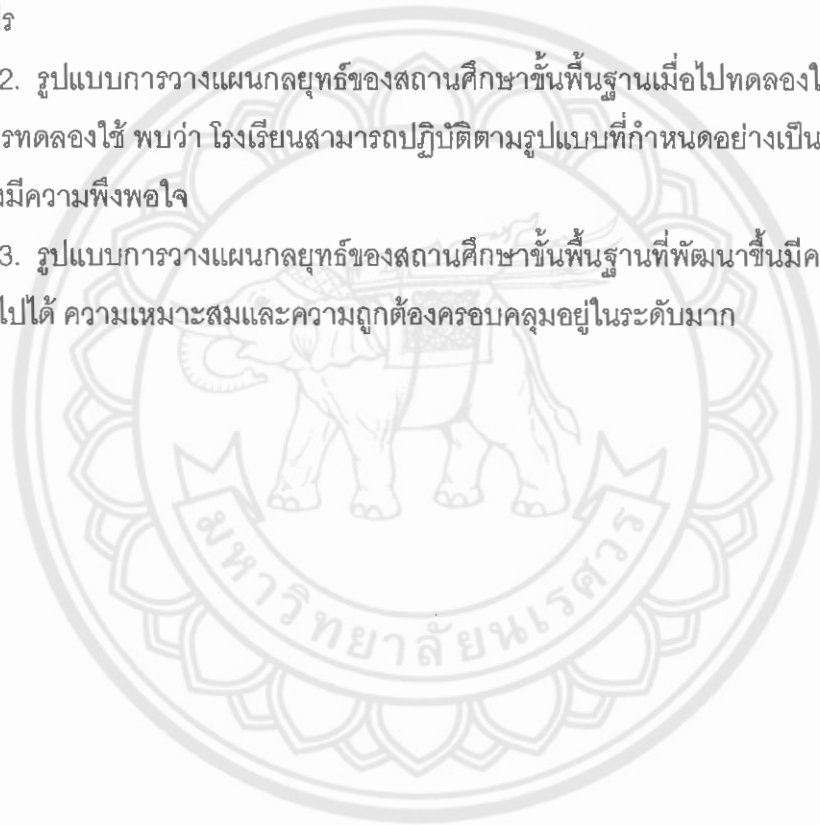 ปร
2. รูปแบบการวางแผนกลยุทธ์ของสถานศึกษาขั้นพื้นฐานเมื่อไปทดลองใ
รทดลองใช้ พบว่า โรงเรียนสามารถปฏิบัติตามรูปแบบที่กำหนดอย่างเป็น
งมีความพึงพอใจ
3. รูปแบบการวางแผนกลยุทธ์ของสถานศึกษาขั้นพื้นฐานที่พัฒนาขึ้นมีค
ไปได้ ความเหมาะสมและความถูกต้องครอบคลุมอยู่ในระดับมาก
มหาวิทยาลัยนเรศวร